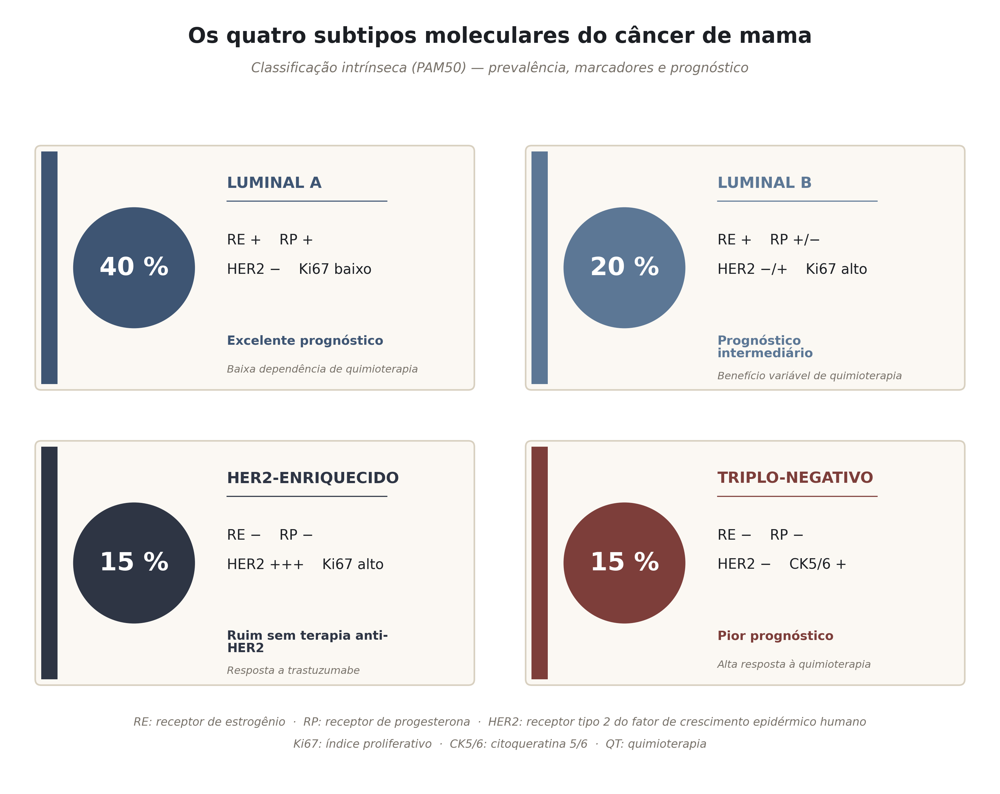 Os quatro subtipos moleculares do câncer de mama
Classificação intrínseca (PAM50) — prevalência, marcadores e prognóstico
LUMINAL A
40 %
RE + RP +
HER2 − Ki67 baixo
Excelente prognóstico
Baixa dependência de quimioterapia
LUMINAL B
20 %
RE + RP +/−
HER2 −/+ Ki67 alto
Prognóstico
intermediário
Benefício variável de quimioterapia
HER2-ENRIQUECIDO
15 %
RE − RP −
HER2 +++ Ki67 alto
Ruim sem terapia anti-
HER2
Resposta a trastuzumabe
TRIPLO-NEGATIVO
15 %
RE − RP −
HER2 − CK5/6 +
Pior prognóstico
Alta resposta à quimioterapia
RE: receptor de estrogênio · RP: receptor de progesterona · HER2: receptor tipo 2 do fator de crescimento epidérmico humano
Ki67: índice proliferativo · CK5/6: citoqueratina 5/6 · QT: quimioterapia